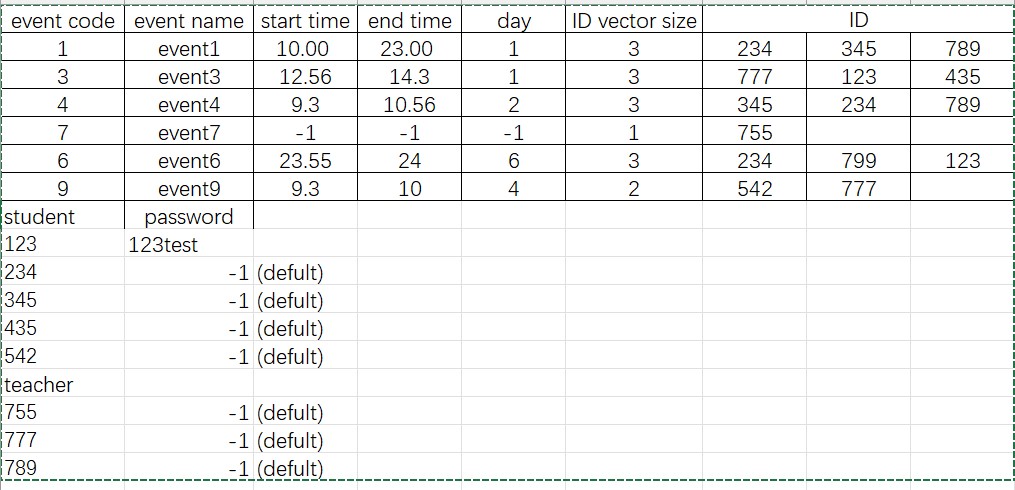 event code event name start time end time day ID vector size ID
1 event1 10.00 23.00 1 3 234 345 789
3 event3 12.56 14.3 1 3 777 123 435
4 event4 9.3 10.56 2 3 345 234 789
7 event7 -1 -1 -1 1 755
6 event6 23.55 24 6 3 234 799 123
9 event9 9.3 10 4 2 542 777
student password
123 123test
234 -1 (defult)
345 -1 (defult)
435 -1 (defult)
542 -1 (defult)
teacher
755 -1 (defult)
777 -1 (defult)
789 -1 (defult)